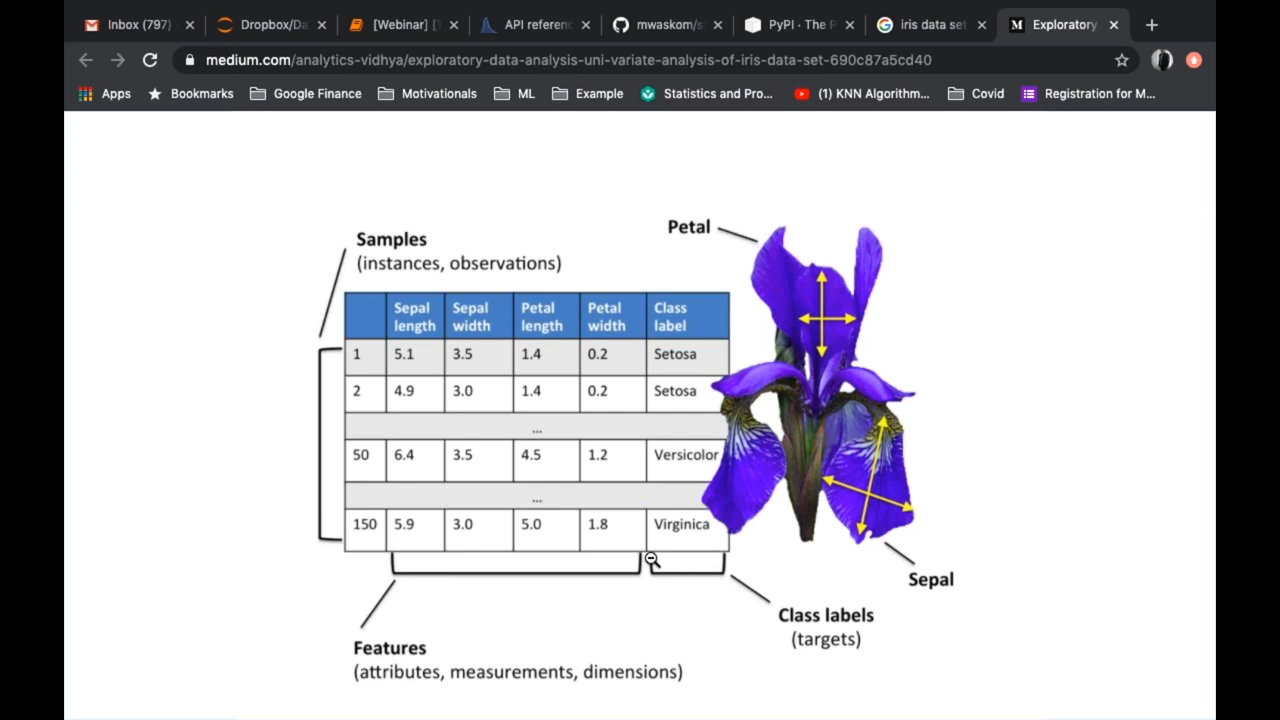 Inbox (797)
Dropbox/Da
[Webinar]
API referen
mwaskom/s
PyPI · The P
iris data set
Exploratory
medium.com/analytics-vidhya/exploratory-data-analysis-uni-variate-analysis-of-iris-data-set-690c87a5cd40
Apps
Bookmarks
Google Finance
Motivationals
ML
Example
Statistics and Pro...
(1) KNN Algorithm...
Covid
Registration for M...
Samples
(instances, observations)
Petal
Sepal length Sepal width Petal length Petal width Class label
1 5.1 3.5 1.4 0.2 Setosa
2 4.9 3.0 1.4 0.2 Setosa
...
50 6.4 3.5 4.5 1.2 Versicolor
...
150 5.9 3.0 5.0 1.8 Virginica
Sepal
Class labels
(targets)
Features
(attributes, measurements, dimensions)